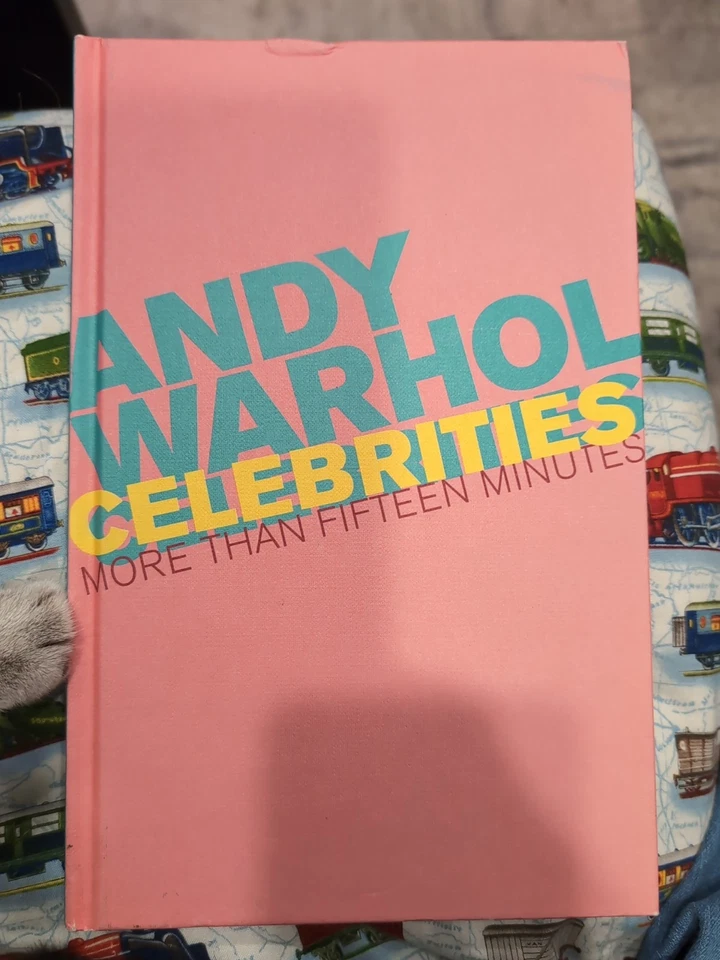 ANDY
WARHOL
CELEBRITIES
MORE THAN FIFTEEN MINUTES